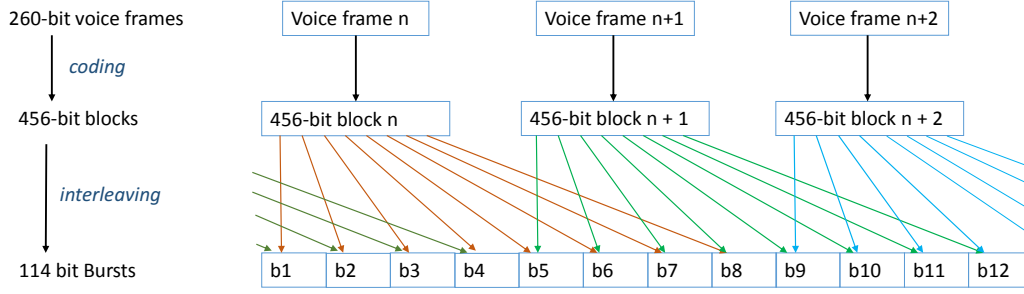 260-bit voice frames
Voice frame n
Voice frame n+1
Voice frame n+2
coding
456-bit blocks
456-bit block n
456-bit block n + 1
456-bit block n + 2
interleaving
114 bit Bursts
b1 b2 b3 b4 b5 b6 b7 b8 b9 b10 b11 b12